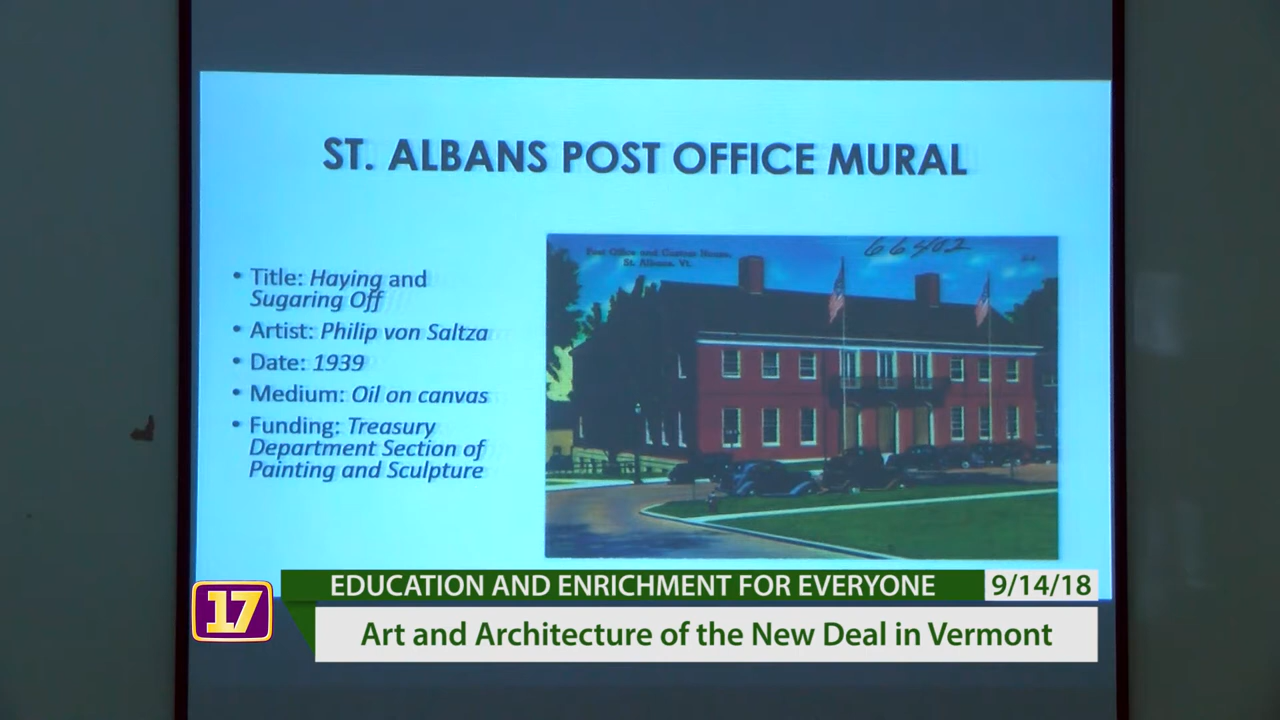 ST. ALBANS POST OFFICE MURAL
• Title: Haying and
Sugaring Off
• Artist: Philip von Saltza
• Date: 1939
• Medium: Oil on canvas
• Funding: Treasury
Department Section of
Painting and Sculpture
Post Office and Custom House,
St. Albans, Vt.
66402
17
EDUCATION AND ENRICHMENT FOR EVERYONE
9/14/18
Art and Architecture of the New Deal in Vermont